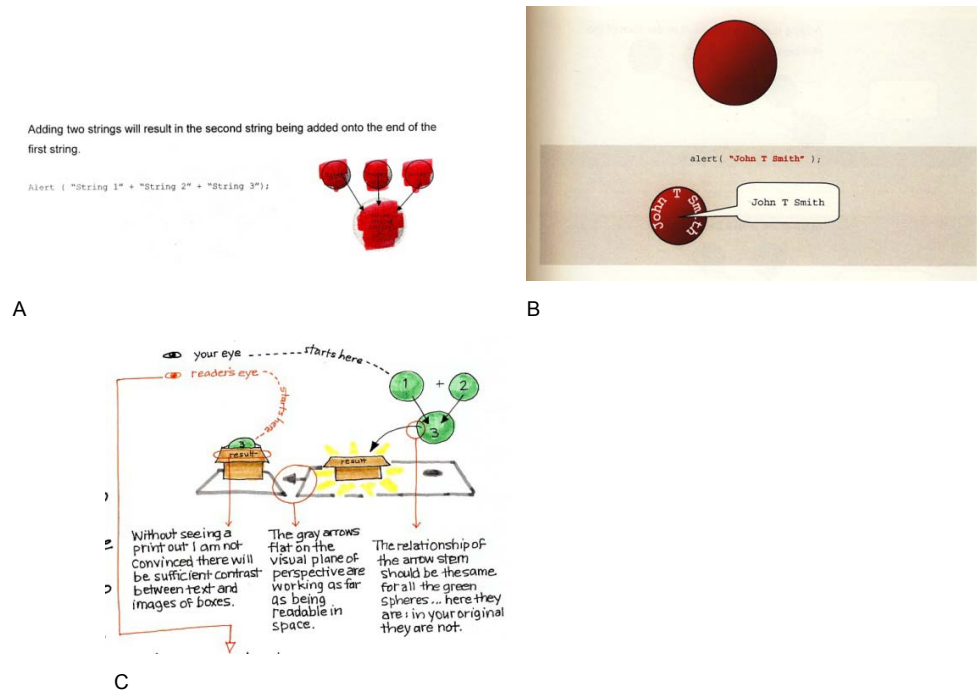 Adding two strings will result in the second string being added onto the end of the
first string.
Alert ( "String 1" + "String 2" + "String 3");
A
alert( "John T Smith" );
John T Smith
John T Smith
B
your eye
starts here
reader's eye
starts here
1 + 2
3
3
result
result
Without seeing a
print out I am not
convinced there will
be sufficient contrast
between text and
images of boxes.
The gray arrows
flat on the
visual plane of
perspective are
working as far
as being
readable in
space.
The relationship of
the arrow stem
should be the same
for all the green
spheres... here they
are; in your original
they are not.
C